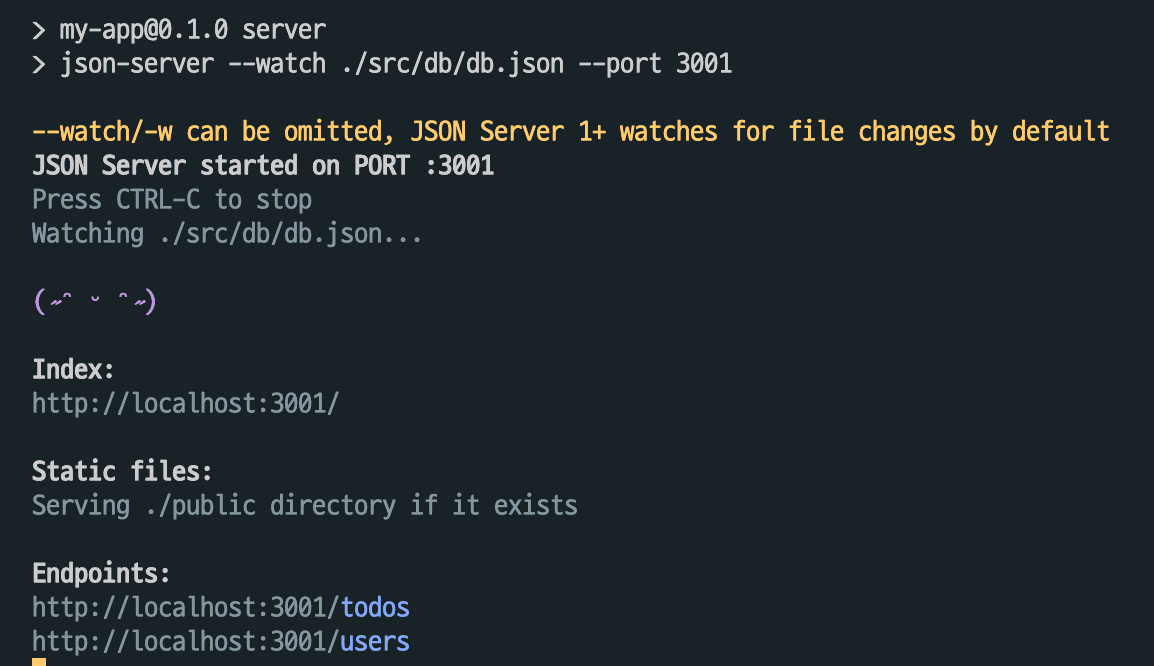 > my-app@0.1.0 server
> json-server --watch ./src/db/db.json --port 3001
--watch/-w can be omitted, JSON Server 1+ watches for file changes by default
JSON Server started on PORT :3001
Press CTRL-C to stop
Watching ./src/db/db.json...
(˶ᵔ ᵕ ᵔ˶)
Index:
http://localhost:3001/
Static files:
Serving ./public directory if it exists
Endpoints:
http://localhost:3001/todos
http://localhost:3001/users